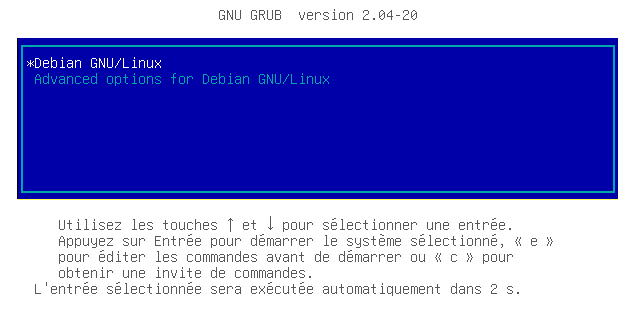 GNU GRUB  version 2.04-20
*Debian GNU/Linux
Advanced options for Debian GNU/Linux
Utilisez les touches ↑ et ↓ pour sélectionner une entrée.
Appuyez sur Entrée pour démarrer le système sélectionné, « e »
pour éditer les commandes avant de démarrer ou « c » pour
obtenir une invite de commandes.
L'entrée sélectionnée sera exécutée automatiquement dans 2 s.